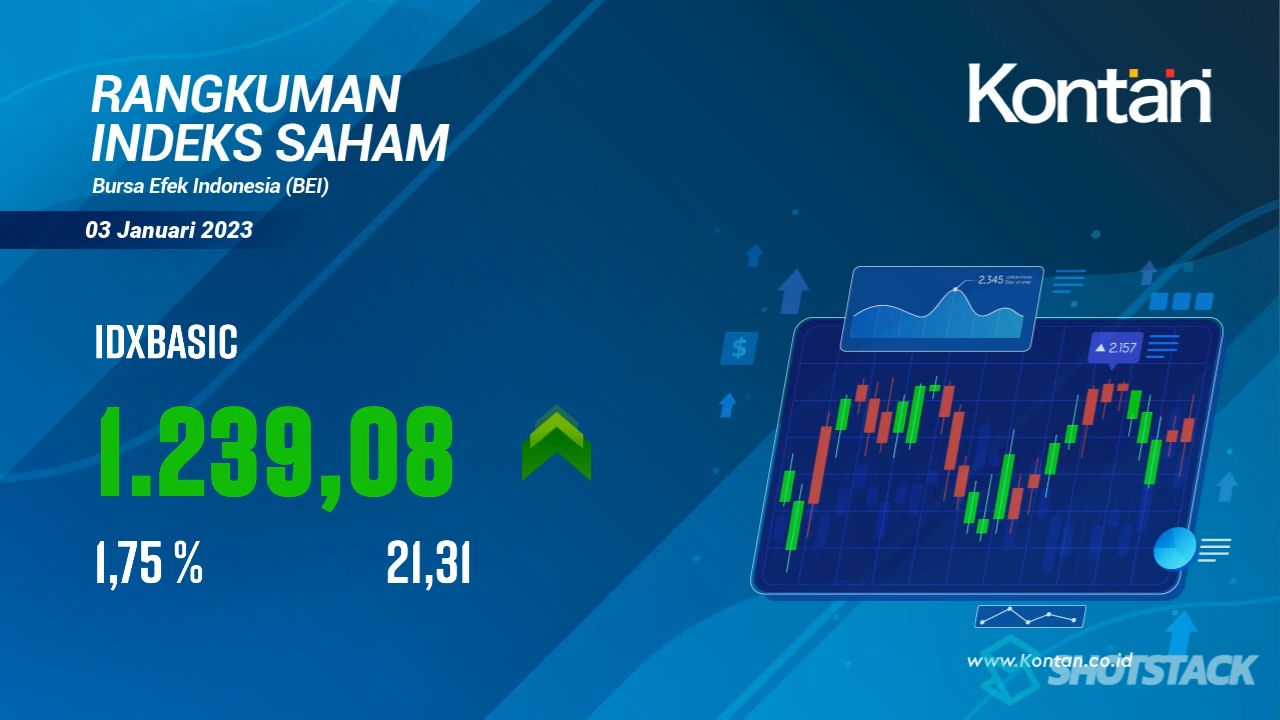 RANGKUMAN
INDEKS SAHAM
Bursa Efek Indonesia (BEI)
03 Januari 2023
Kontan
IDXBASIC
1.239,08
1,75 %
21,31
2.345
$
2.157
www.Kontan.co.id
SHOTSTACK